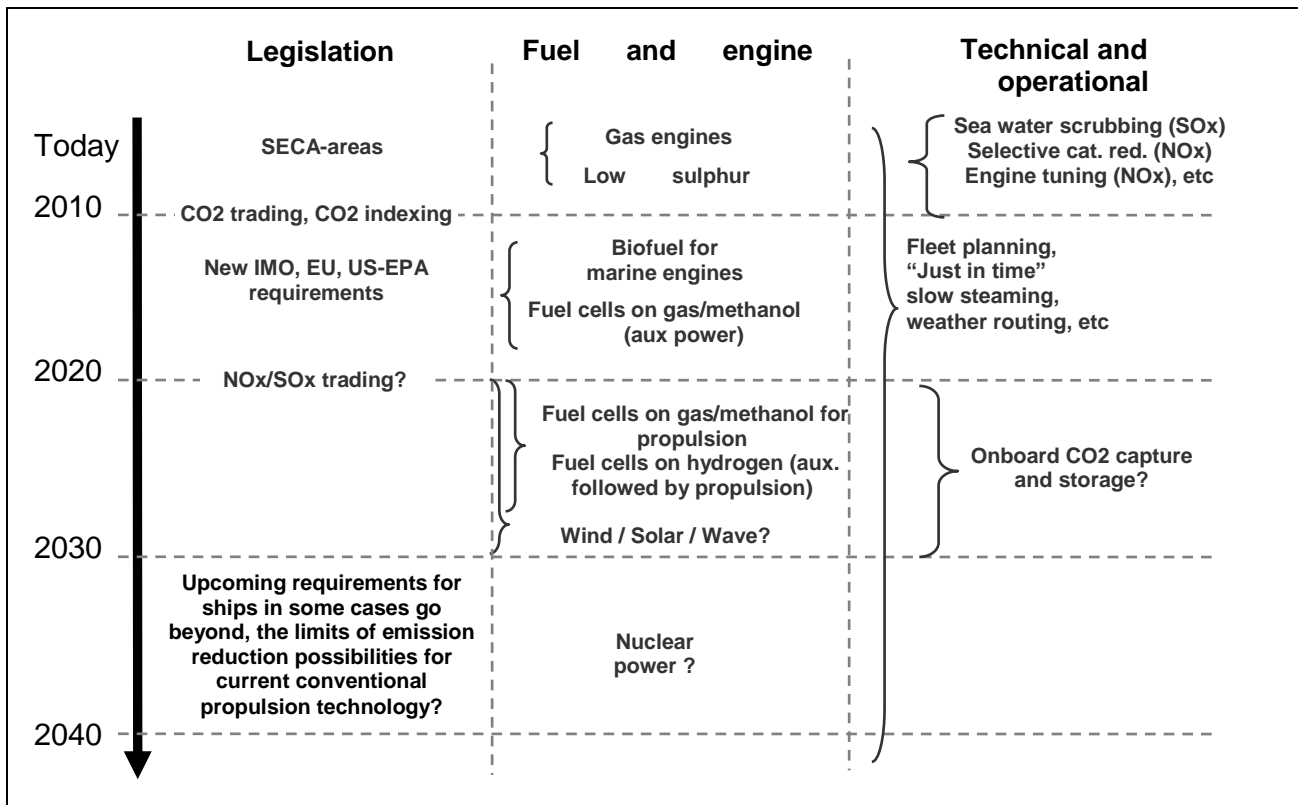 Legislation
Fuel and engine
Technical and
operational
Today
SECA-areas
Gas engines
Low sulphur
Sea water scrubbing (SOx)
Selective cat. red. (NOx)
Engine tuning (NOx), etc
2010
CO2 trading, CO2 indexing
New IMO, EU, US-EPA
requirements
Biofuel for
marine engines
Fuel cells on gas/methanol
(aux power)
Fleet planning,
“Just in time”
slow steaming,
weather routing, etc
2020
NOx/SOx trading?
Fuel cells on gas/methanol for
propulsion
Fuel cells on hydrogen (aux.
followed by propulsion)
Wind / Solar / Wave?
Onboard CO2 capture
and storage?
2030
Upcoming requirements for
ships in some cases go
beyond, the limits of emission
reduction possibilities for
current conventional
propulsion technology?
Nuclear
power ?
2040